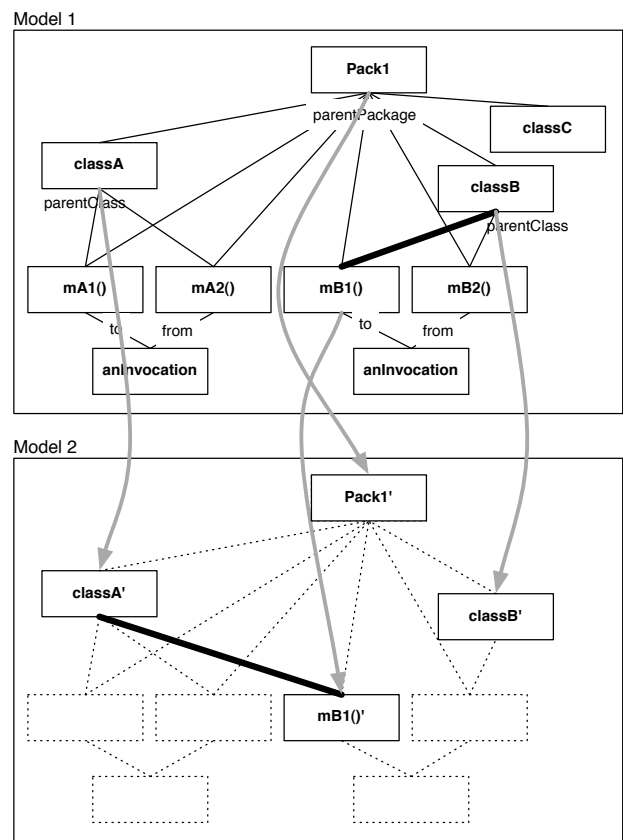 Model 1
Pack1
parentPackage
classC
classA
classB
parentClass
parentClass
mA1()
mA2()
mB1()
mB2()
to
from
to
from
anInvocation
anInvocation
Model 2
Pack1'
classA'
classB'
mB1()'